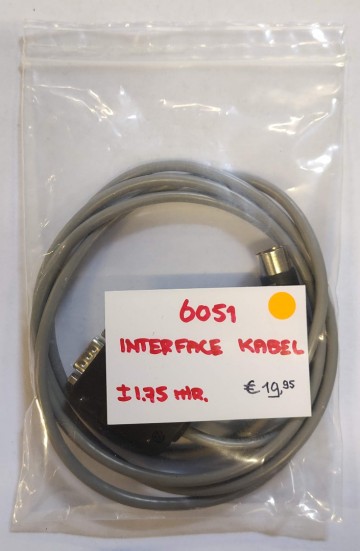 6051
INTERFACE KABEL
±1.75 mtr. € 19,95